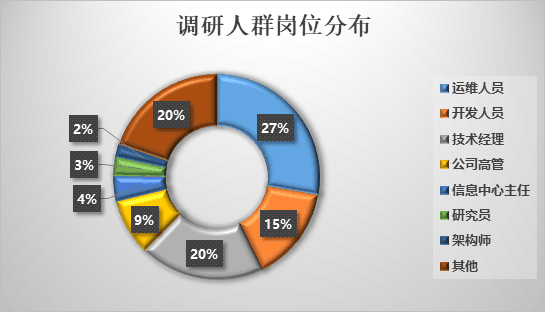 调研人群岗位分布
27%
15%
20%
9%
4%
3%
2%
20%
运维人员
开发人员
技术经理
公司高管
信息中心主任
研究员
架构师
其他